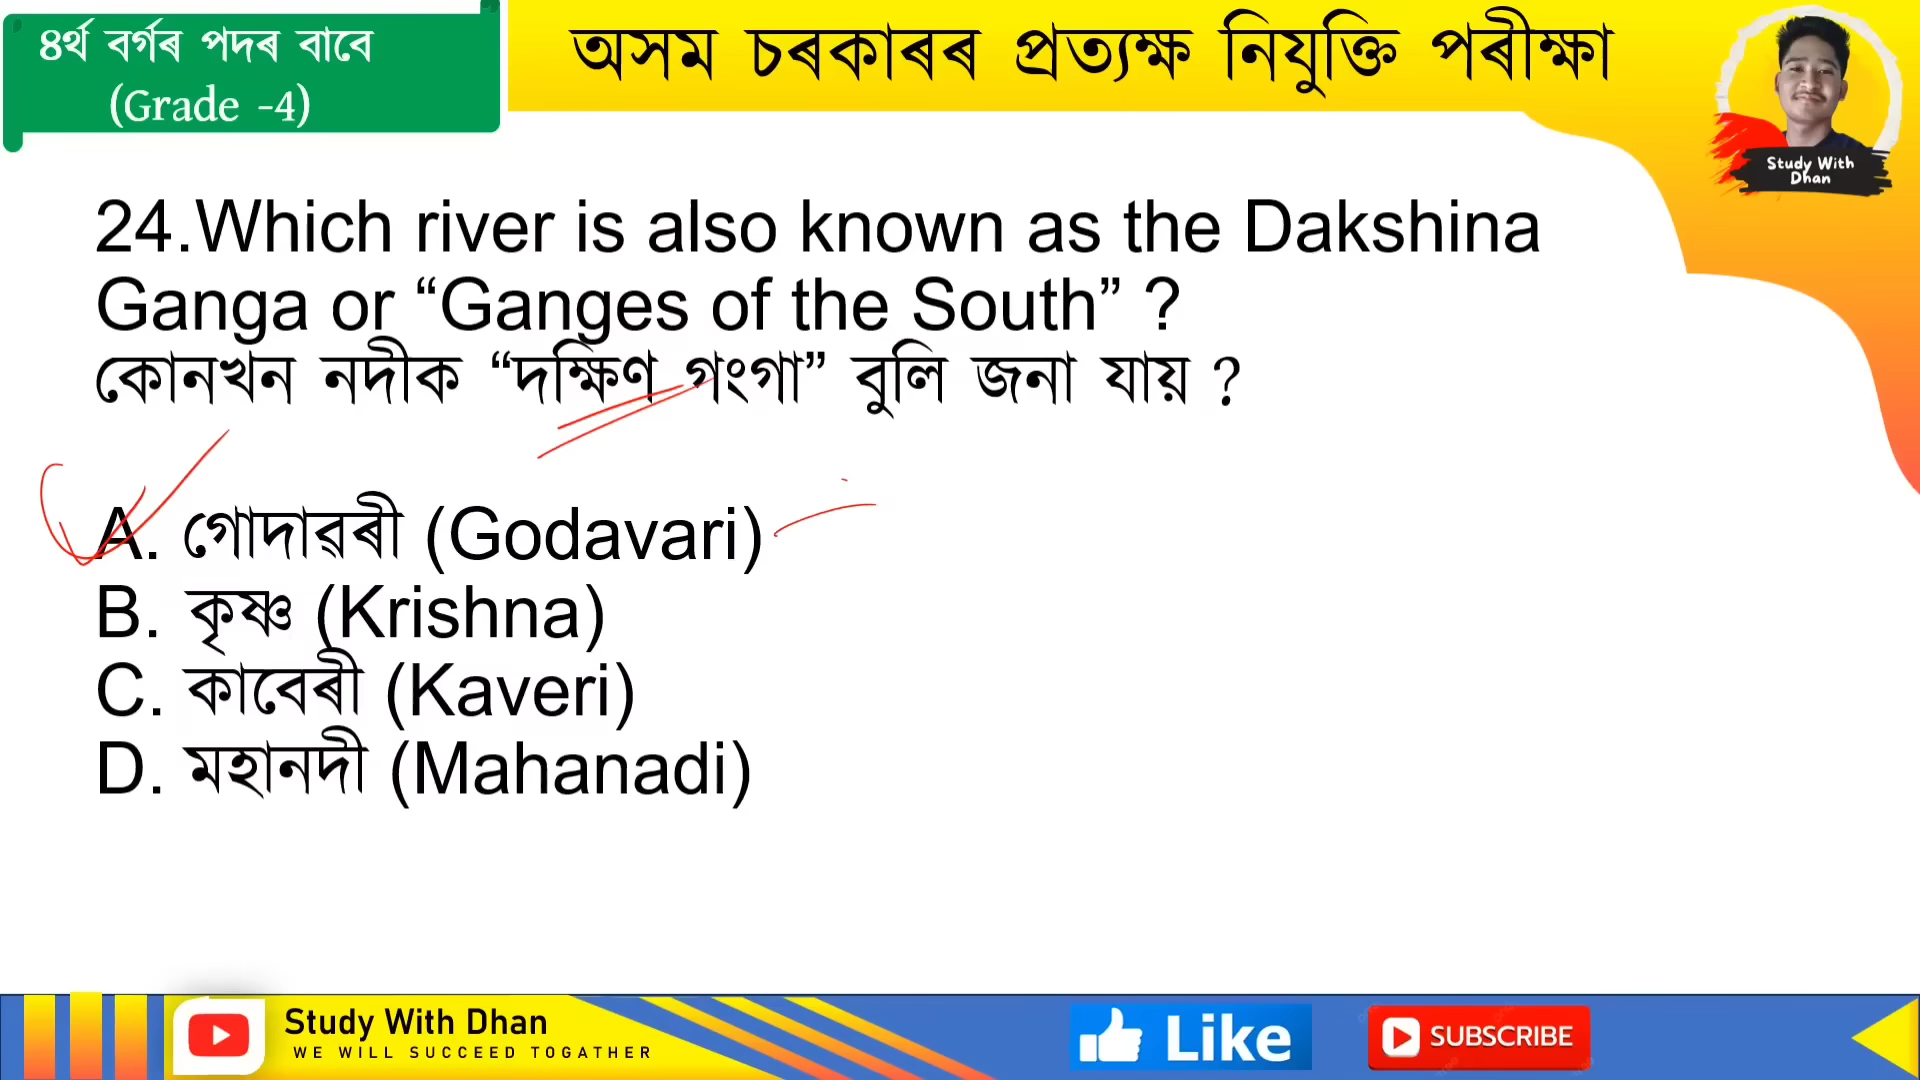 ৪ৰ্থ বৰ্গৰ পদৰ বাবে
(Grade -4)
অসম চৰকাৰৰ প্ৰত্যক্ষ নিযুক্তি পৰীক্ষা
Study With
Dhan
24.Which river is also known as the Dakshina
Ganga or “Ganges of the South” ?
কোনখন নদীক “দক্ষিণ গংগা” বুলি জনা যায় ?
A. গোদাৱৰী (Godavari)
B. কৃষ্ণ (Krishna)
C. কাবেৰী (Kaveri)
D. মহানদী (Mahanadi)
Study With Dhan
WE WILL SUCCEED TOGATHER
Like
SUBSCRIBE